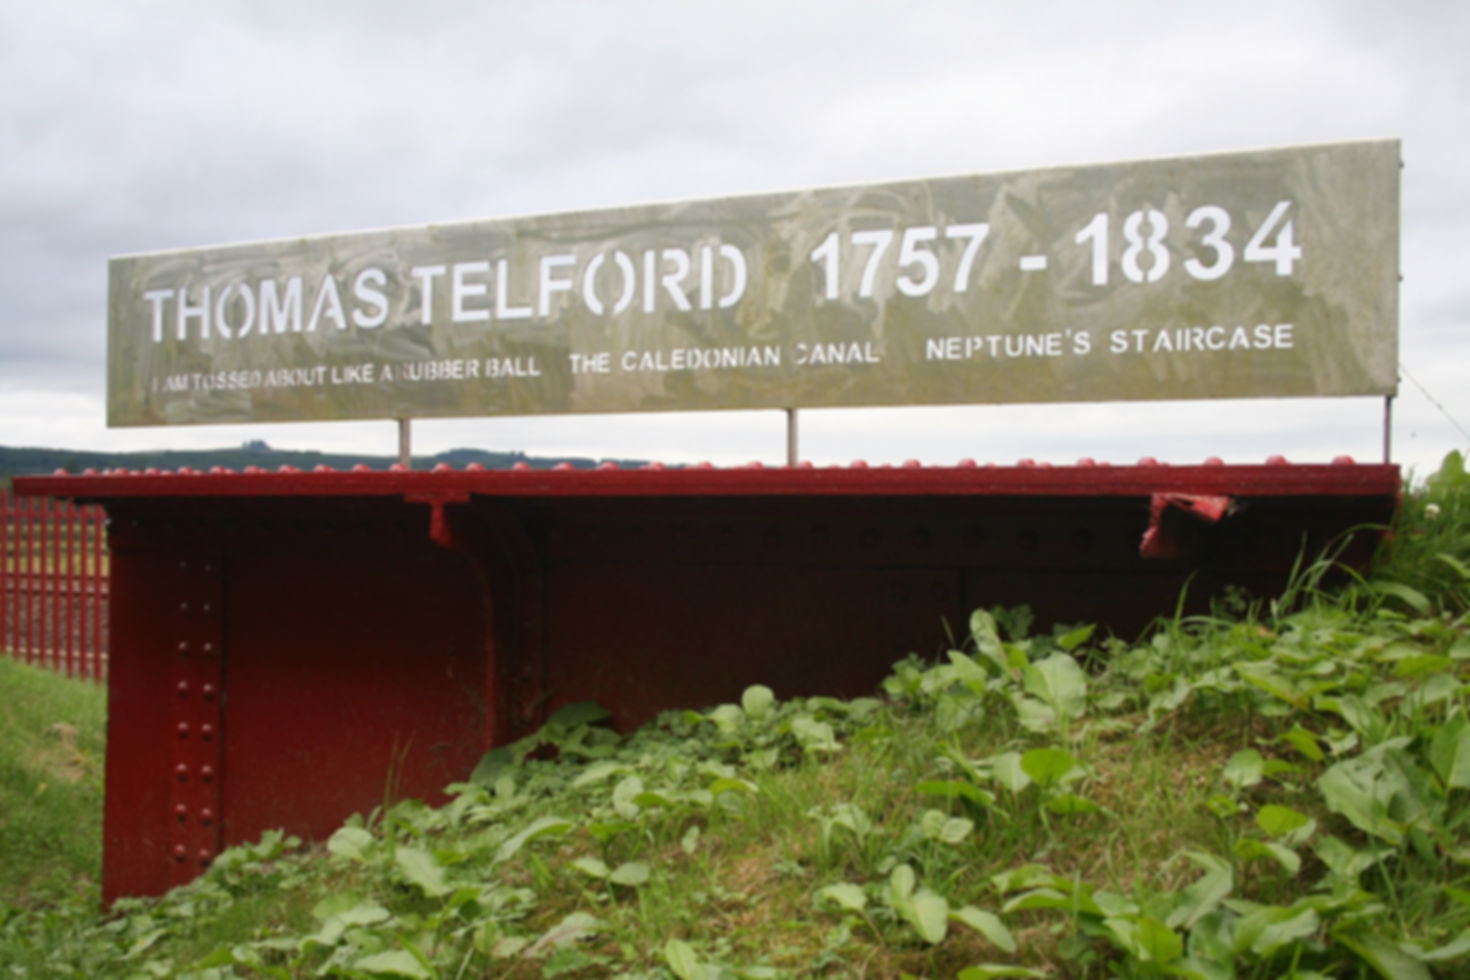 THOMAS TELFORD 1757 - 1834
I AM TOSSED ABOUT LIKE A RUBBER BALL THE CALEDONIAN CANAL NEPTUNE'S STAIRCASE